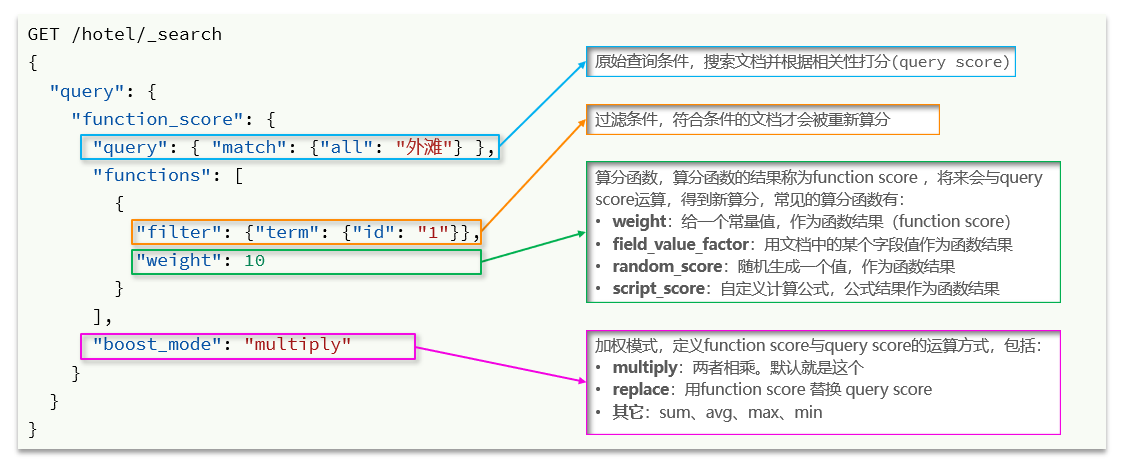 GET /hotel/_search
{
"query": {
"function_score": {
"query": { "match": {"all": "外滩"} },
"functions": [
{
"filter": {"term": {"id": "1"}},
"weight": 10
}
],
"boost_mode": "multiply"
}
}
}
原始查询条件，搜索文档并根据相关性打分(query score)
过滤条件，符合条件的文档才会被重新算分
算分函数，算分函数的结果称为function score ，将来会与query
score运算，得到新算分，常见的算分函数有：
• weight：给一个常量值，作为函数结果（function score）
• field_value_factor：用文档中的某个字段值作为函数结果
• random_score：随机生成一个值，作为函数结果
• script_score：自定义计算公式，公式结果作为函数结果
加权模式，定义function score与query score的运算方式，包括：
• multiply：两者相乘。默认就是这个
• replace：用function score 替换 query score
• 其它：sum、avg、max、min